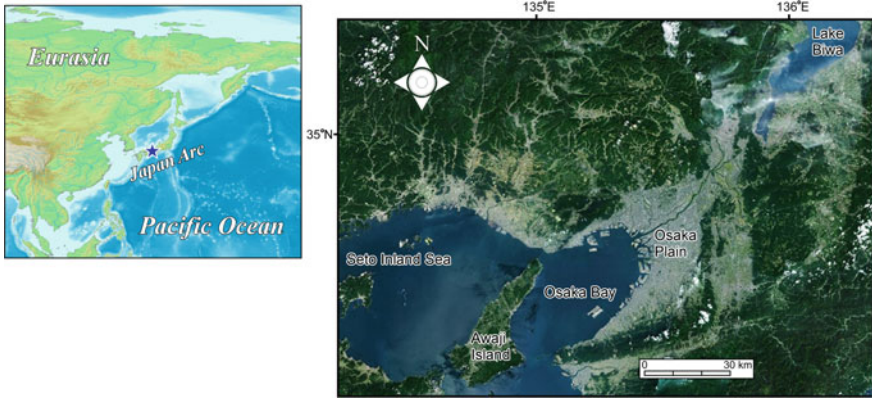 Eurasia
Japan Arc
Pacific Ocean
135°E
136°E
35°N
N
Lake
Biwa
Seto Inland Sea
Osaka Bay
Osaka
Plain
Awaji
Island
0
30 km